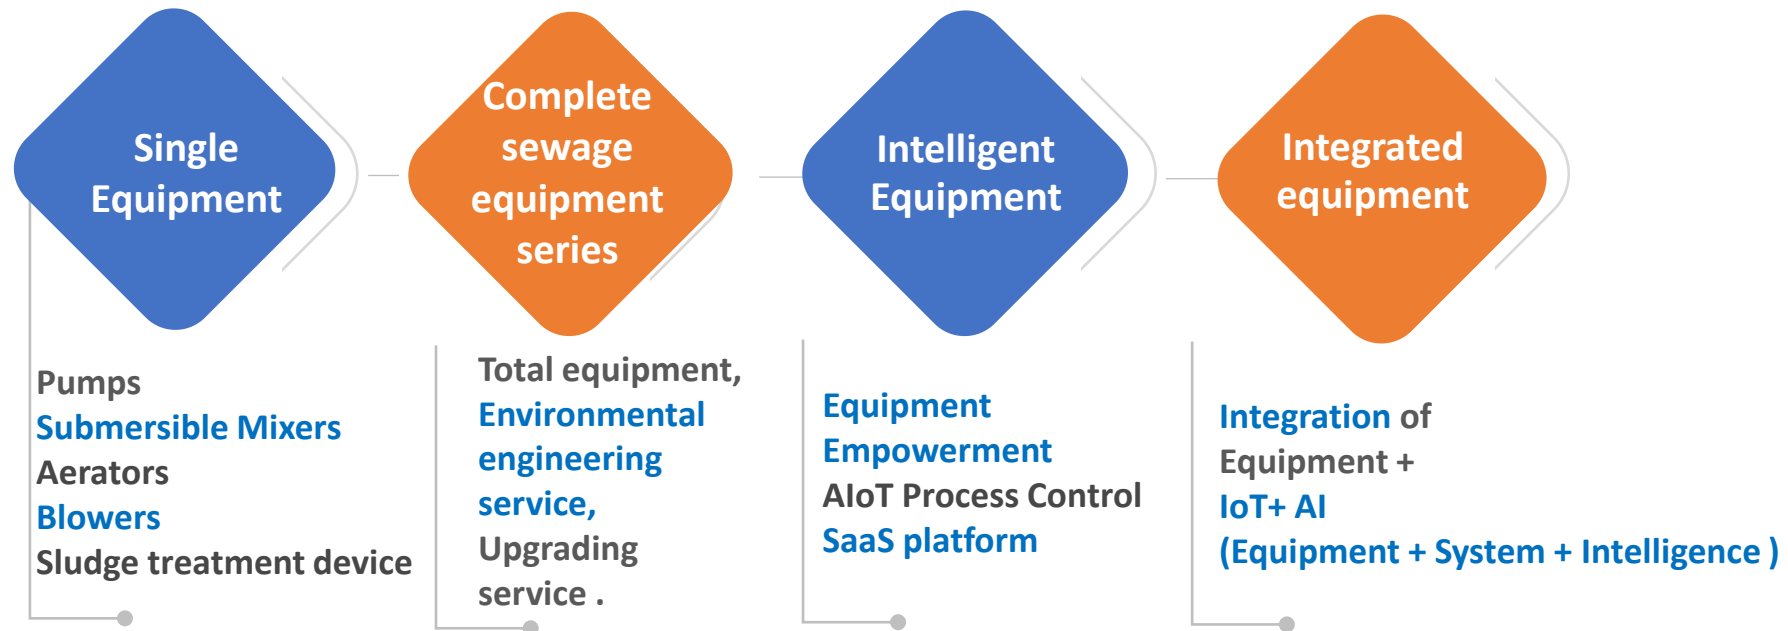 Single
Equipment
Complete
sewage
equipment
series
Intelligent
Equipment
Integrated
equipment
Pumps
Submersible Mixers
Aerators
Blowers
Sludge treatment device
Total equipment,
Environmental
engineering
service,
Upgrading
service .
Equipment
Empowerment
AIoT Process Control
SaaS platform
Integration of
Equipment +
IoT+ AI
(Equipment + System + Intelligence )